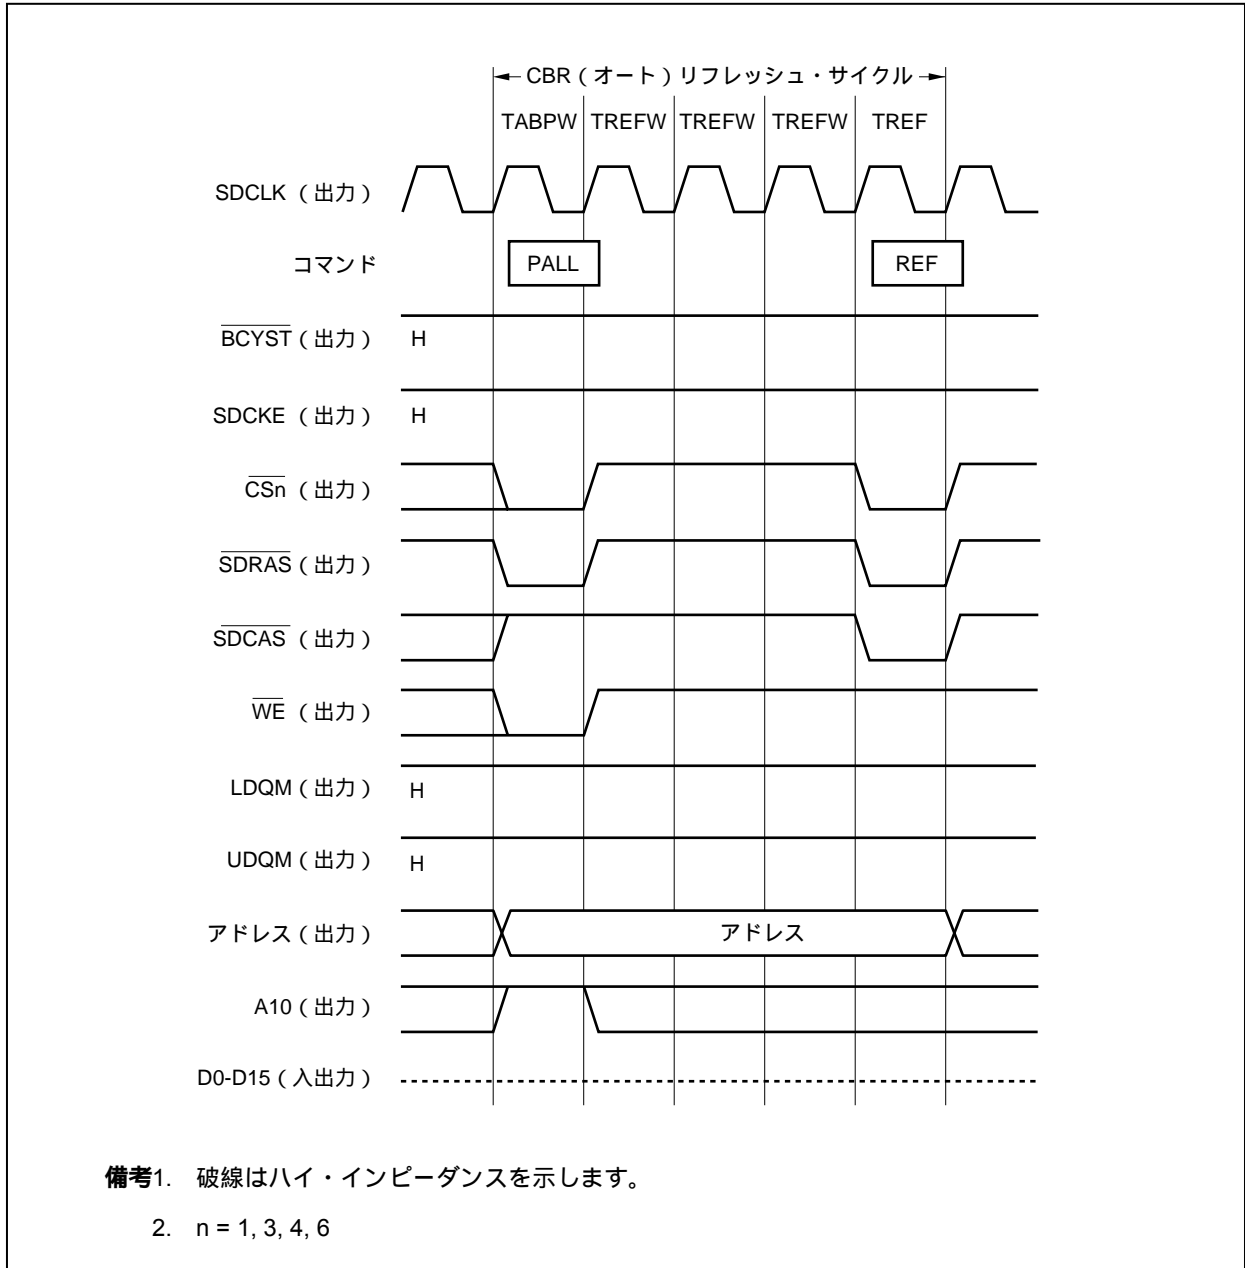 CBR（オート）リフレッシュ・サイクル
TABPW TREFW TREFW TREFW TREF
SDCLK （出力）
コマンド PALL REF
BCYST（出力） H
SDCKE （出力） H
CSn （出力）
SDRAS（出力）
SDCAS （出力）
WE （出力）
LDQM（出力） H
UDQM（出力） H
アドレス（出力） アドレス
A10（出力）
D0-D15（入出力）
備考1. 破線はハイ・インピーダンスを示します。
2. n = 1, 3, 4, 6